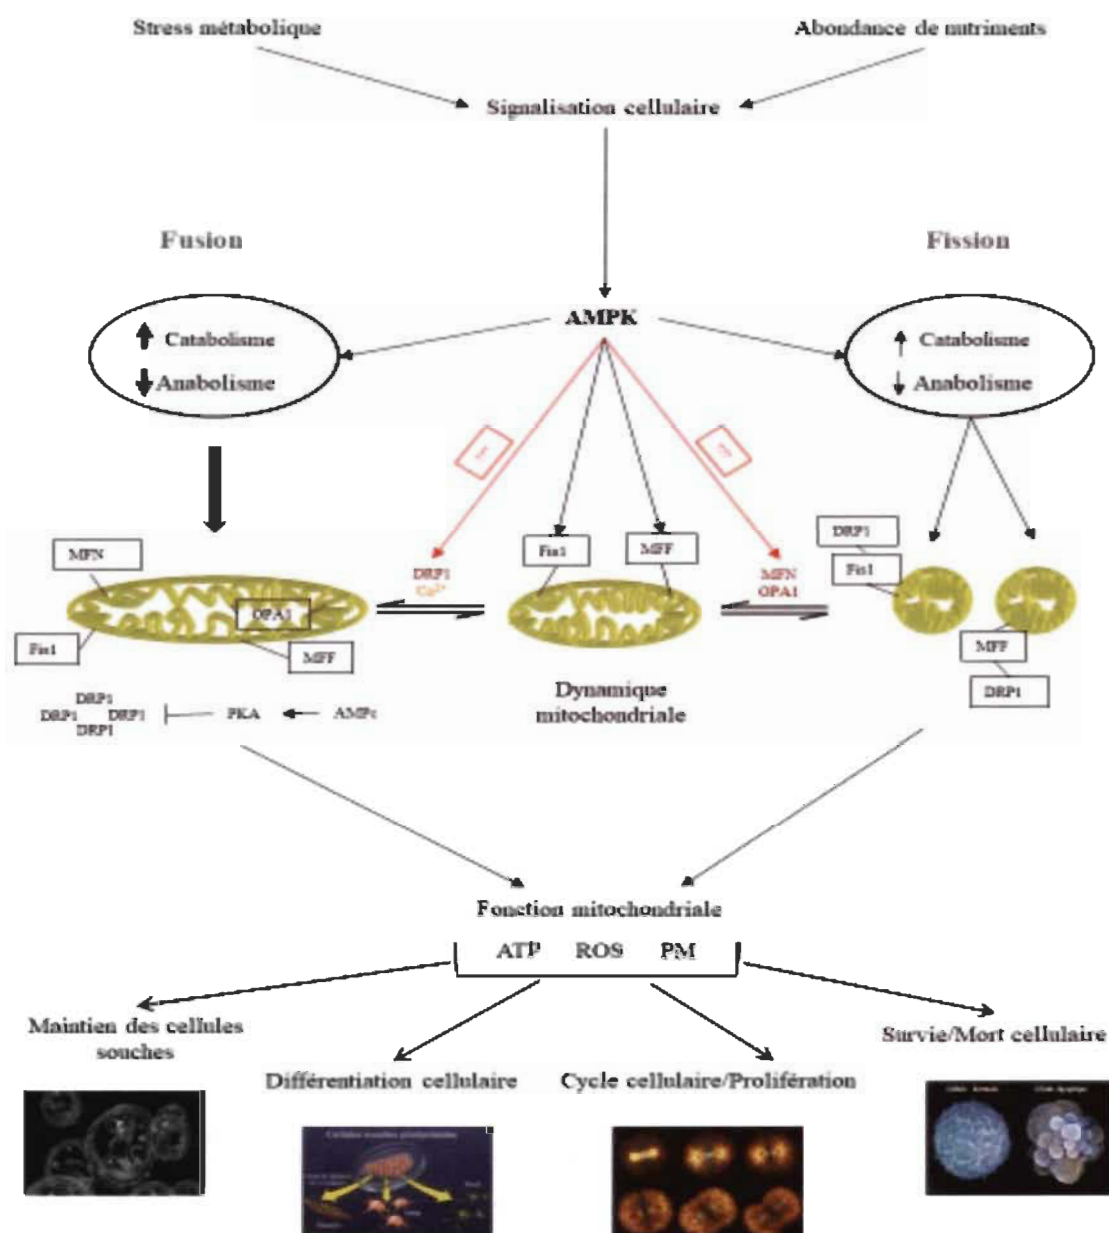 Stress métabolique
Abondance de nutriments
Signalisation cellulaire
Fusion
Fission
AMPK
Catabolisme
Anabolisme
Catabolisme
Anabolisme
MFN
OPA1
Fis1
MFF
DRP1
DRP1
DRP1
DRP1
PKA
AMPc
DRP1
Ca²⁺
Fis1
MFF
Dynamique
mitochondriale
MFN
OPA1
DRP1
Fis1
MFF
DRP1
Fonction mitochondriale
ATP ROS PM
Maintien des cellules
souches
Différentiation cellulaire
Cycle cellulaire/Prolifération
Survie/Mort cellulaire